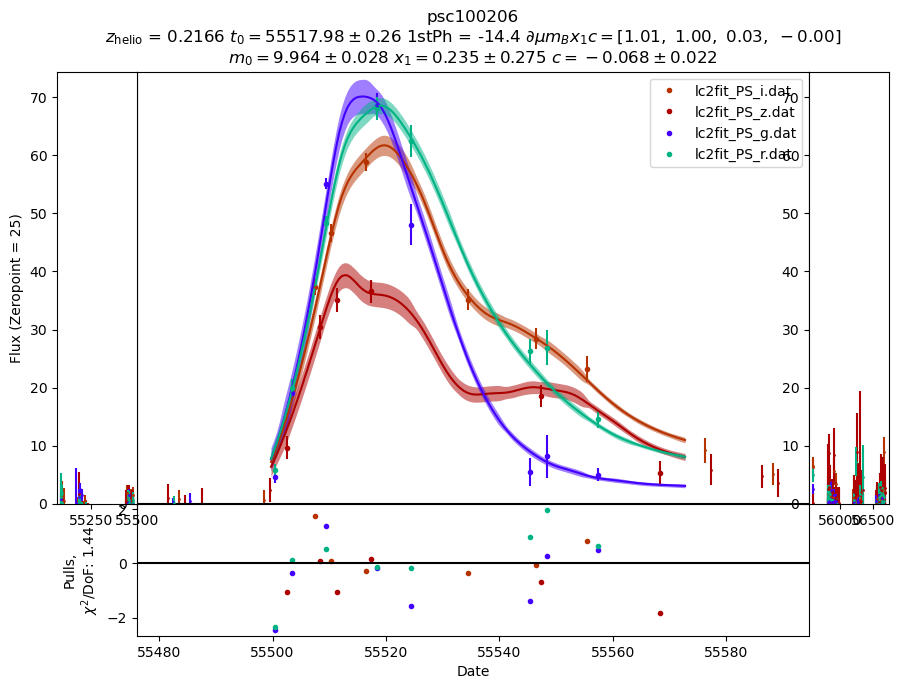 psc100206
z_helio = 0.2166 t_0 = 55517.98 ± 0.26 1stPh = -14.4 ∂μm_Bx_1c = [1.01, 1.00, 0.03, −0.00]
m_0 = 9.964 ± 0.028 x_1 = 0.235 ± 0.275 c = −0.068 ± 0.022
Flux (Zeropoint = 25)
70
60
50
40
30
20
10
0
lc2fit_PS_i.dat
lc2fit_PS_z.dat
lc2fit_PS_g.dat
lc2fit_PS_r.dat
70
60
50
40
30
20
10
0
55250
55500
56000
56500
Pulls,
χ²/DoF: 1.44
2
0
−2
55480
55500
55520
55540
55560
55580
Date